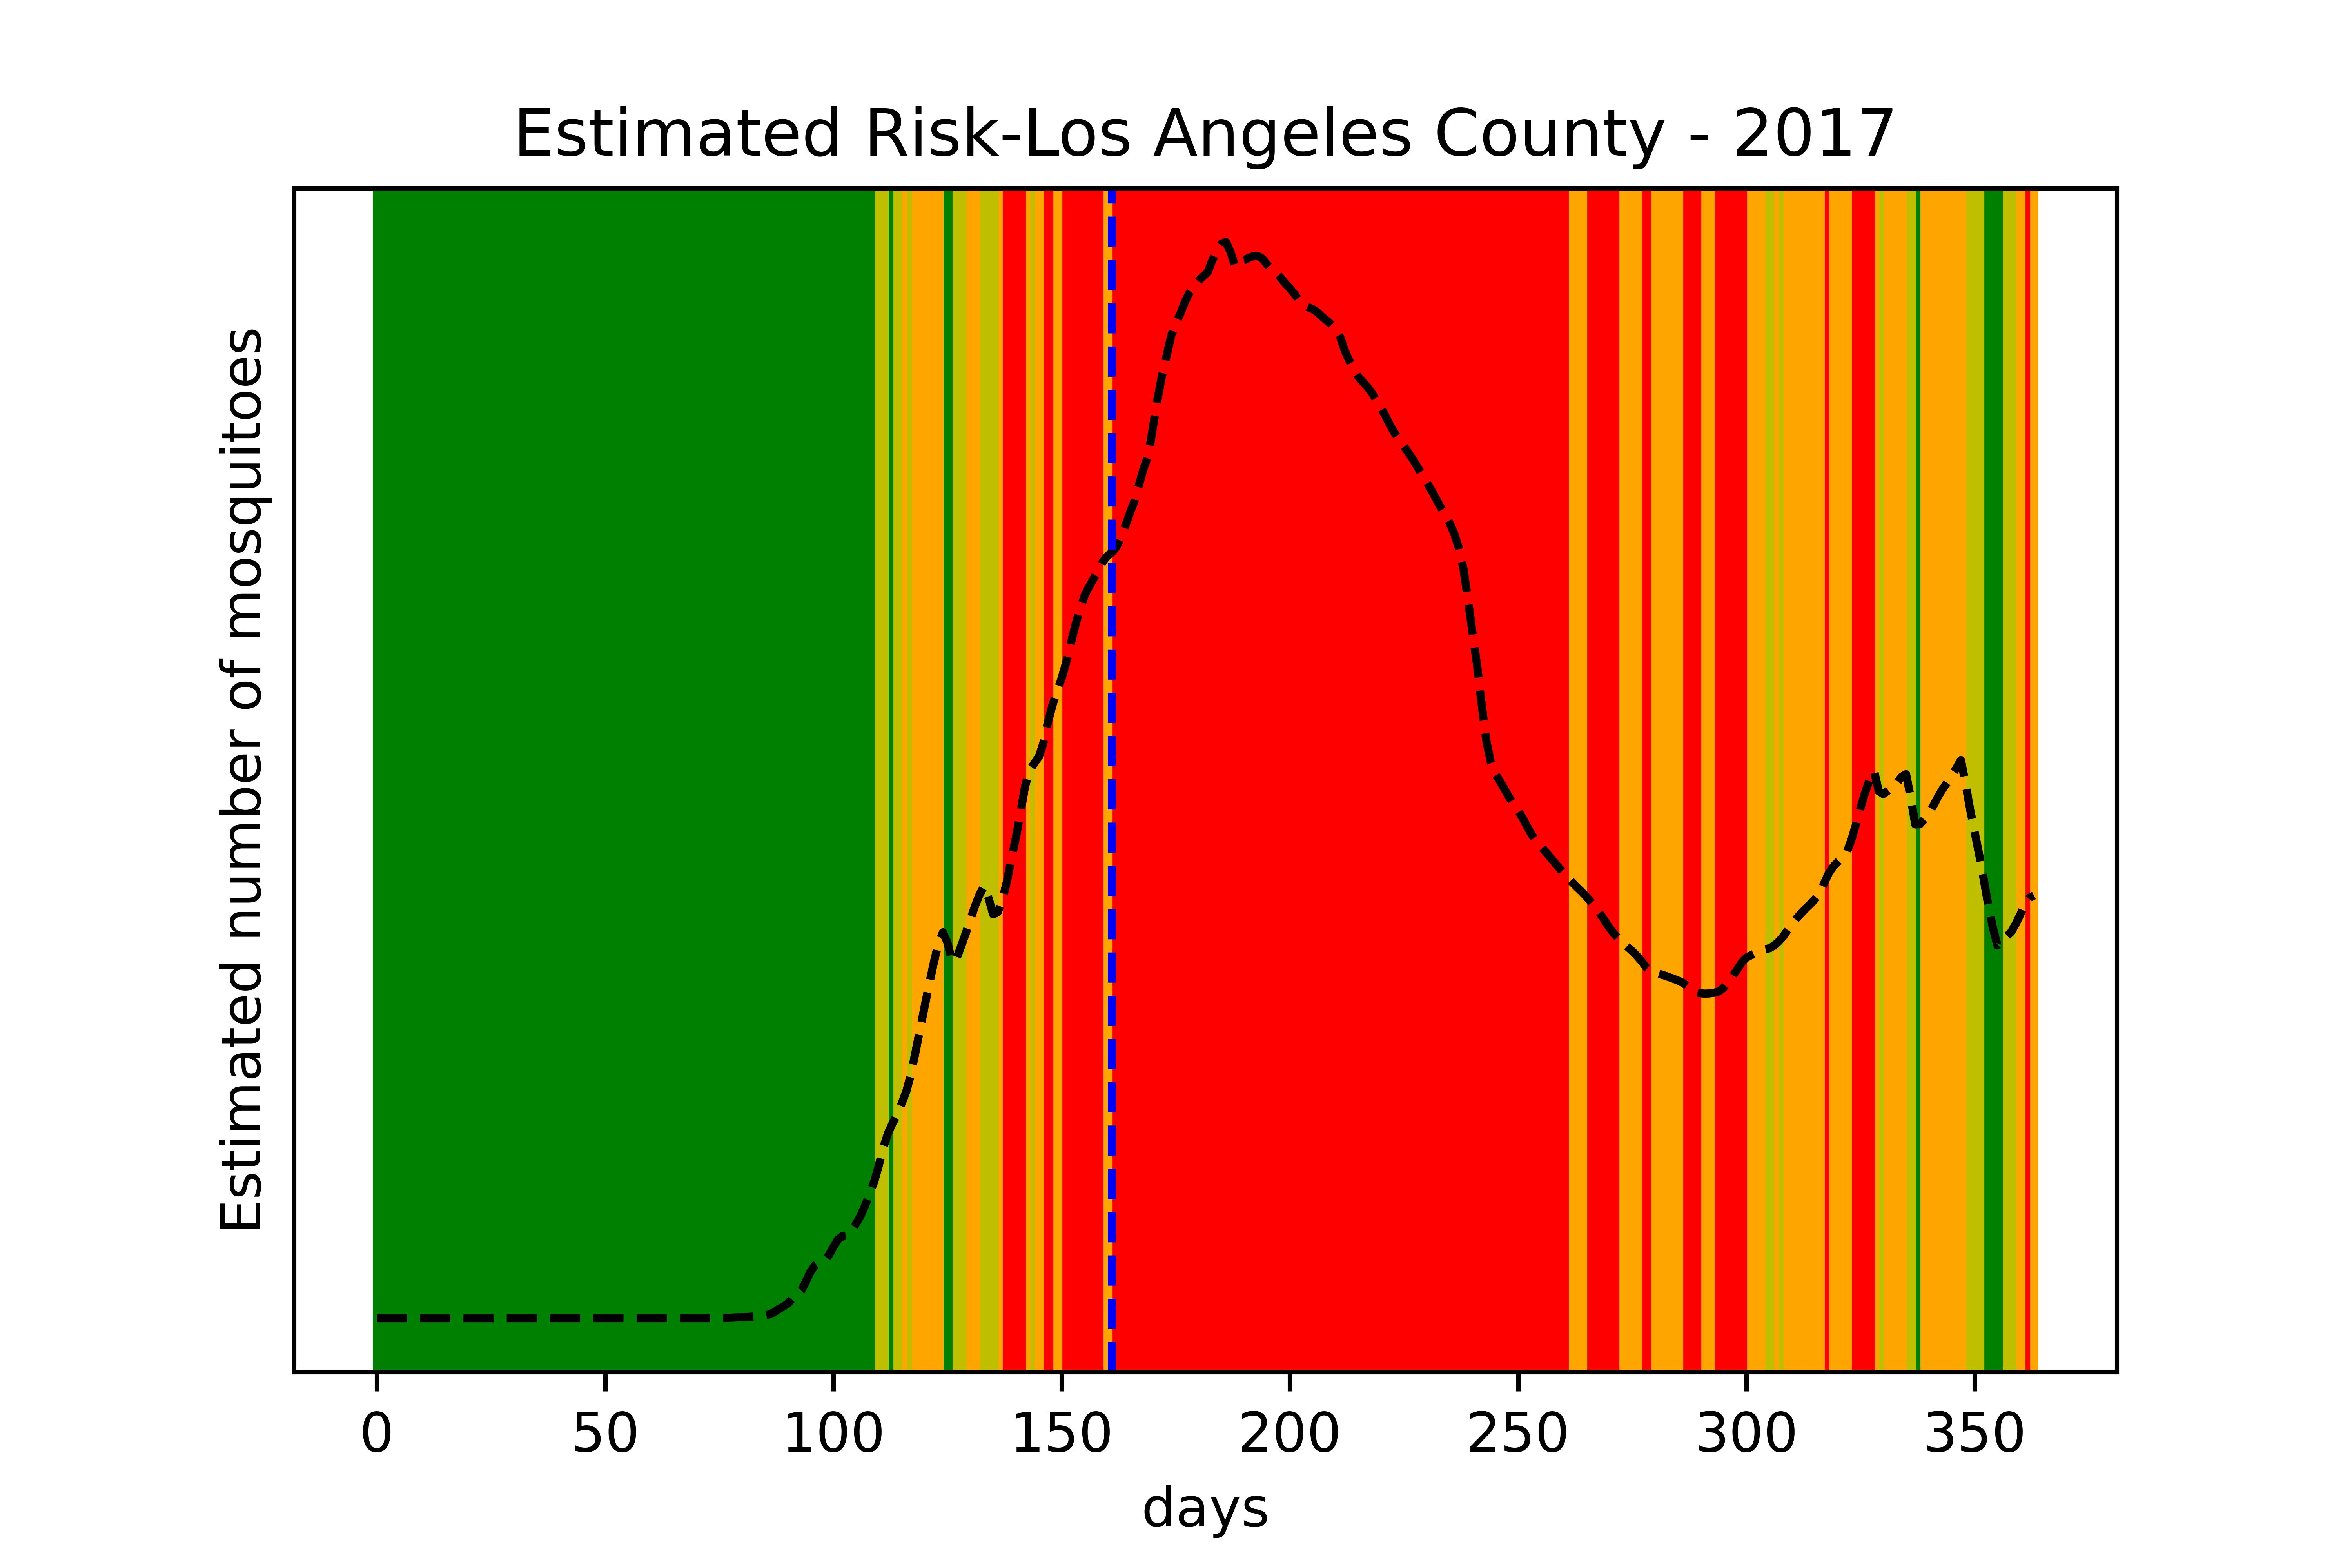 Estimated Risk-Los Angeles County - 2017
Estimated number of mosquitoes
0 50 100 150 200 250 300 350
days